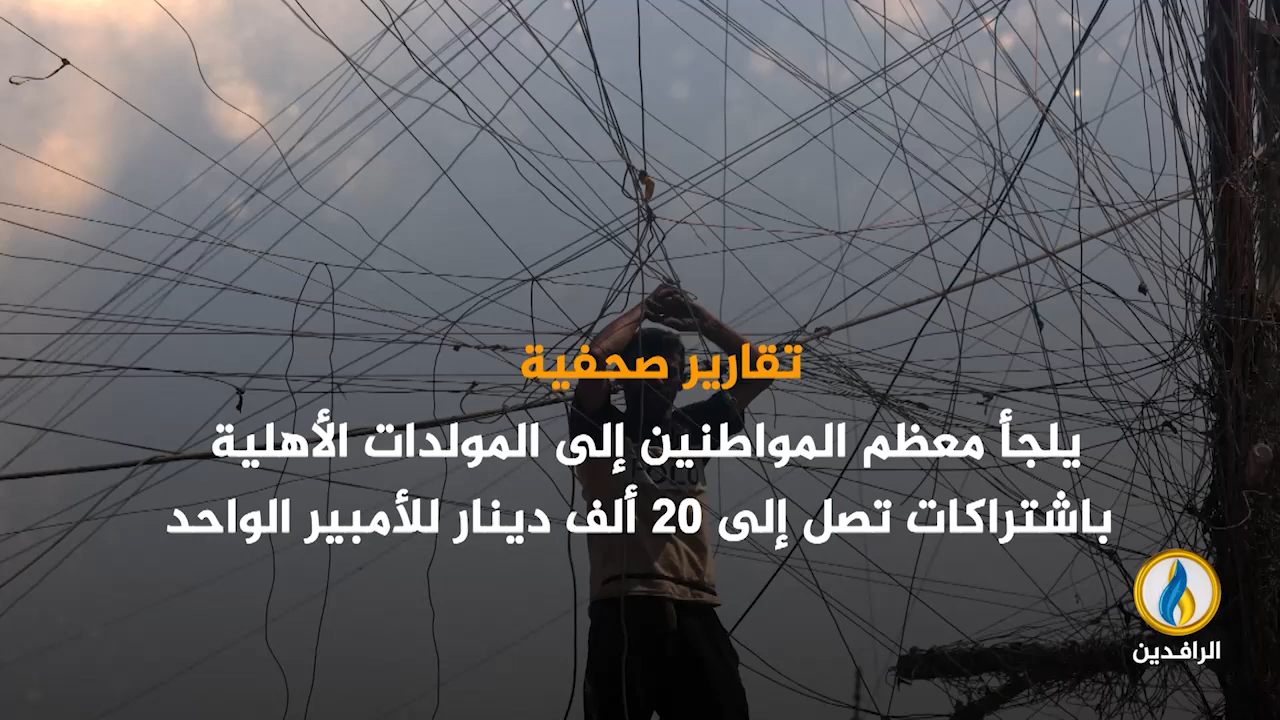 تقارير صحفية
يلجأ معظم المواطنين إلى المولدات الأهلية
باشتراكات تصل إلى 20 ألف دينار للأمبير الواحد
الرافدين